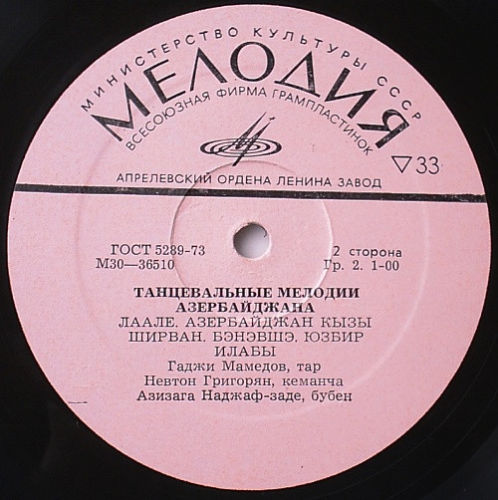 МИНИСТЕРСТВО КУЛЬТУРЫ СССР
МЕЛОДИЯ
ВСЕСОЮЗНАЯ ФИРМА ГРАМПЛАСТИНОК
▽33
АПРЕЛЕВСКИЙ ОРДЕНА ЛЕНИНА ЗАВОД
ГОСТ 5289-73
М30—36510
2 сторона
Гр. 2. 1-00
ТАНЦЕВАЛЬНЫЕ МЕЛОДИИ
АЗЕРБАЙДЖАНА
ЛААЛЕ. АЗЕРБАЙДЖАН КЫЗЫ
ШИРВАН. БЭНЭВШЭ. ЮЗБИР
ИЛАБЫ
Гаджи Мамедов, тар
Невтон Григорян, кеманча
Азизага Наджаф-заде, бубен